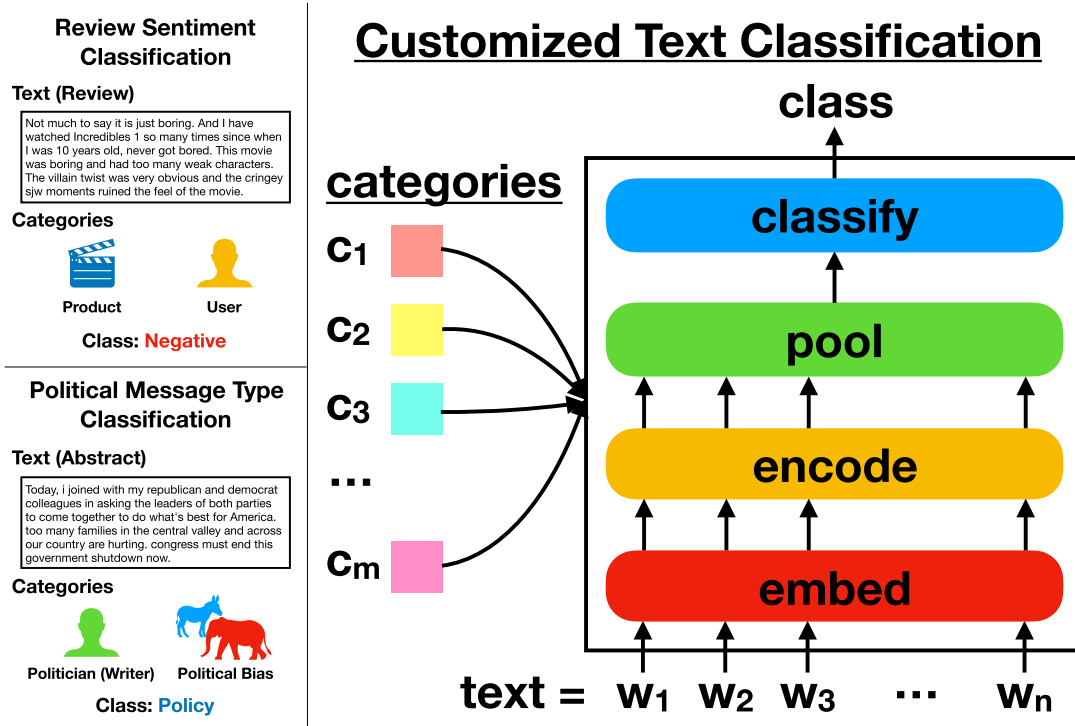 Review Sentiment
Classification
Text (Review)
Not much to say it is just boring. And I have
watched Incredibles 1 so many times since when
I was 10 years old, never got bored. This movie
was boring and had too many weak characters.
The villain twist was very obvious and the cringey
sjw moments ruined the feel of the movie.
Categories
Product User
Class: Negative
Political Message Type
Classification
Text (Abstract)
Today, i joined with my republican and democrat
colleagues in asking the leaders of both parties
to come together to do what's best for America.
too many families in the central valley and across
our country are hurting. congress must end this
government shutdown now.
Categories
Politician (Writer) Political Bias
Class: Policy
Customized Text Classification
class
categories
c1
c2
c3
...
cm
classify
pool
encode
embed
text = w1 w2 w3 ... wn